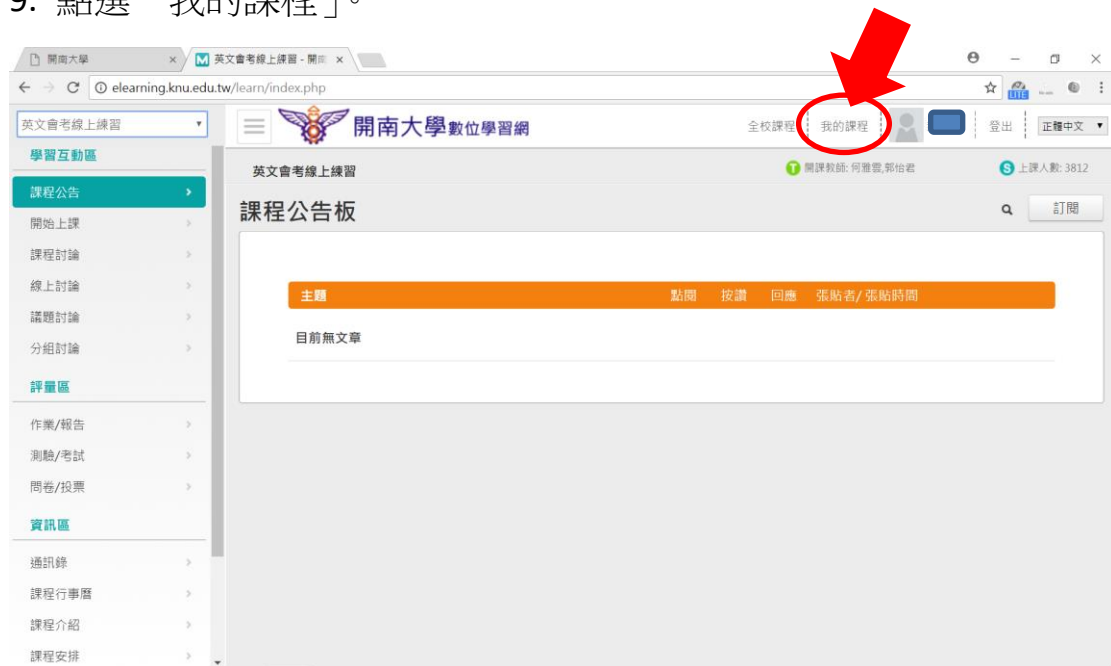 9. 點選「我的課程」。
開南大學
英文會考線上練習 - 開南
elearning.knu.edu.tw/learn/index.php
LITE
英文會考線上練習
開南大學數位學習網
全校課程 我的課程 登出 正體中文
學習互動區
英文會考線上練習
開課教師: 何雅雯,郭怡君
上課人數: 3812
課程公告
課程公告板
訂閱
開始上課
課程討論
線上討論
議題討論
分組討論
主題 點閱 按讚 回應 張貼者/ 張貼時間
目前無文章
評量區
作業/報告
測驗/考試
問卷/投票
資訊區
通訊錄
課程行事曆
課程介紹
課程安排